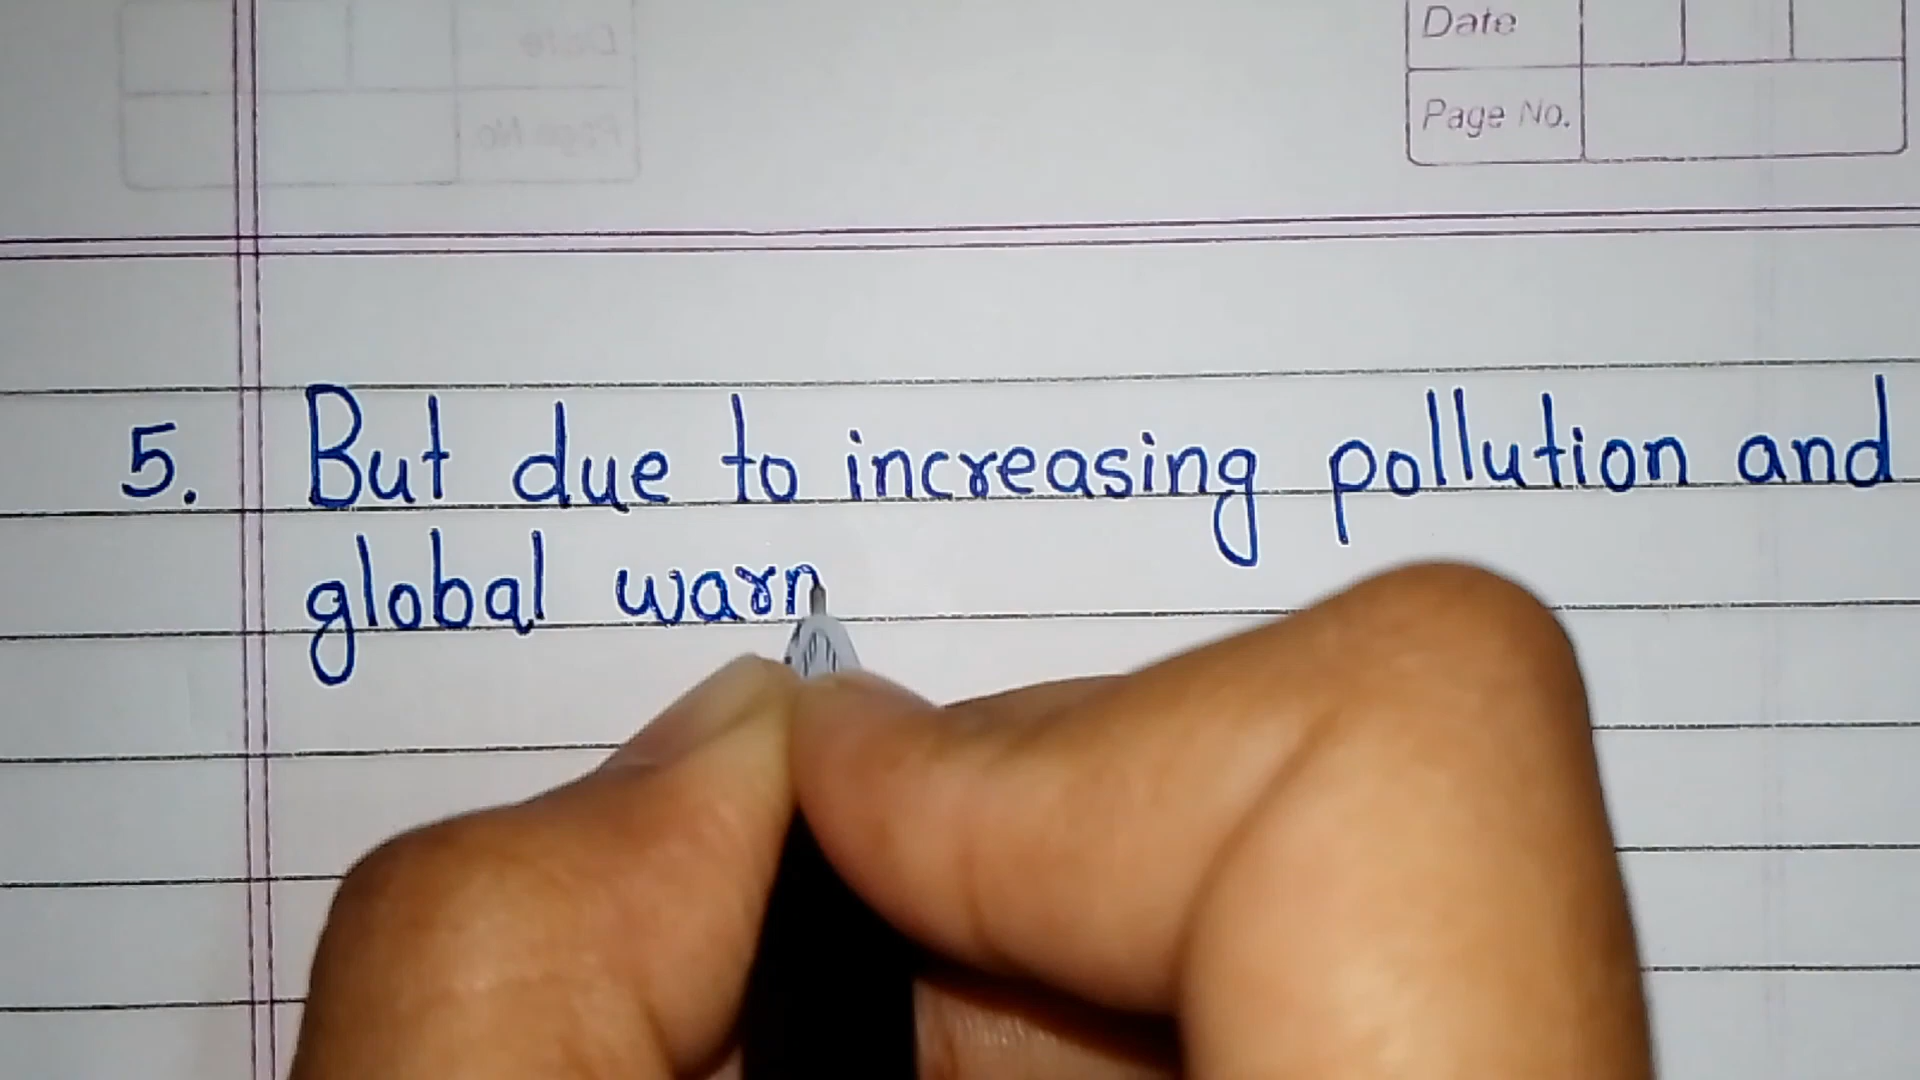 Date
Page No.
5. But due to increasing pollution and
global warn